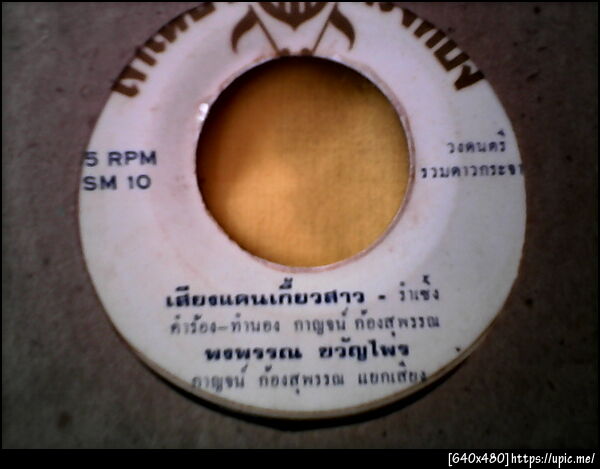 5 RPM
SM 10
วงดนตรี
รวมดาวกระจา
เสียงแคนเกี้ยวสาว - รำเซิ้ง
คำร้อง-ทำนอง กาญจน์ ก้องสุพรรณ
พรพรรณ ขวัญไพร
กาญจน์ ก้องสุพรรณ แยกเสียง
[640x480]https://upic.me/